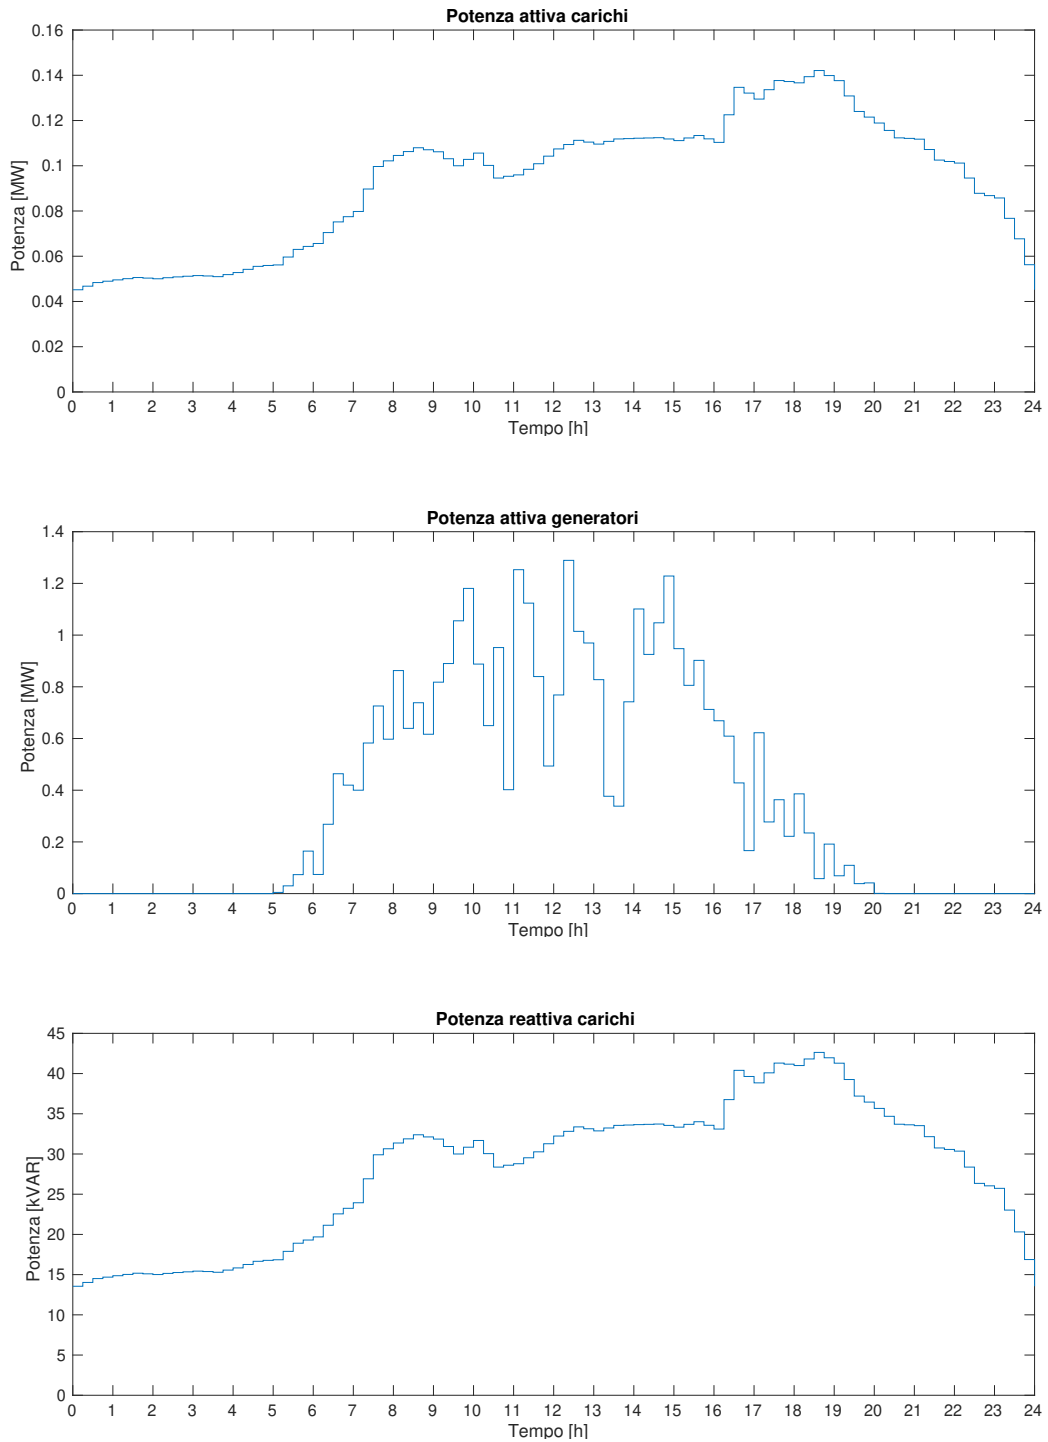 Potenza attiva carichi
0.16
0.14
0.12
0.1
0.08
0.06
0.04
0.02
0
Potenza [MW]
0 1 2 3 4 5 6 7 8 9 10 11 12 13 14 15 16 17 18 19 20 21 22 23 24
Tempo [h]
Potenza attiva generatori
1.4
1.2
1
0.8
0.6
0.4
0.2
0
Potenza [MW]
0 1 2 3 4 5 6 7 8 9 10 11 12 13 14 15 16 17 18 19 20 21 22 23 24
Tempo [h]
Potenza reattiva carichi
45
40
35
30
25
20
15
10
5
0
Potenza [kVAR]
0 1 2 3 4 5 6 7 8 9 10 11 12 13 14 15 16 17 18 19 20 21 22 23 24
Tempo [h]